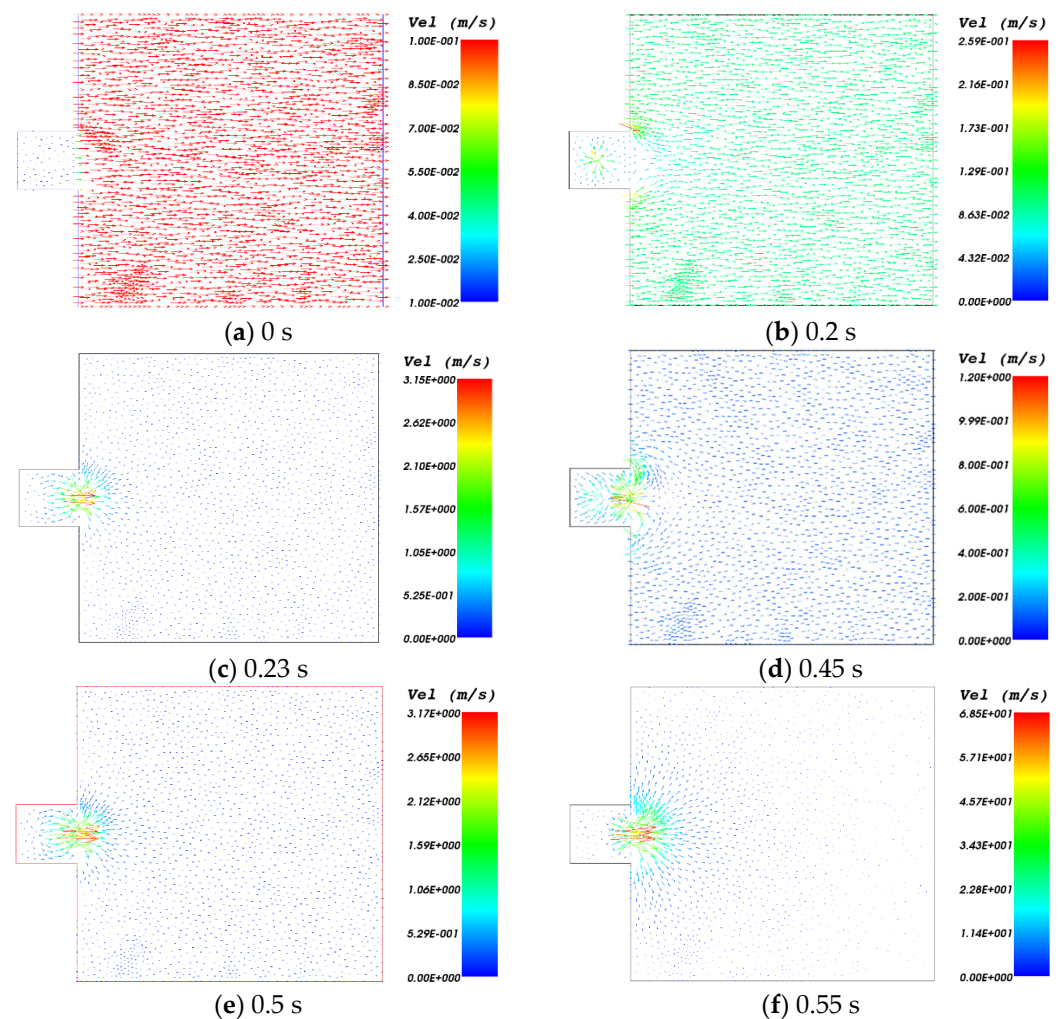 Vel (m/s)
1.00E-001
8.50E-002
7.00E-002
5.50E-002
4.00E-002
2.50E-002
1.00E-002
(a) 0 s
Vel (m/s)
2.59E-001
2.16E-001
1.73E-001
1.29E-001
8.63E-002
4.32E-002
0.00E+000
(b) 0.2 s
Vel (m/s)
3.15E+000
2.62E+000
2.10E+000
1.57E+000
1.05E+000
5.25E-001
0.00E+000
(c) 0.23 s
Vel (m/s)
1.20E+000
9.99E-001
8.00E-001
6.00E-001
4.00E-001
2.00E-001
0.00E+000
(d) 0.45 s
Vel (m/s)
3.17E+000
2.65E+000
2.12E+000
1.59E+000
1.06E+000
5.29E-001
0.00E+000
(e) 0.5 s
Vel (m/s)
6.85E+001
5.71E+001
4.57E+001
3.43E+001
2.28E+001
1.14E+001
0.00E+000
(f) 0.55 s